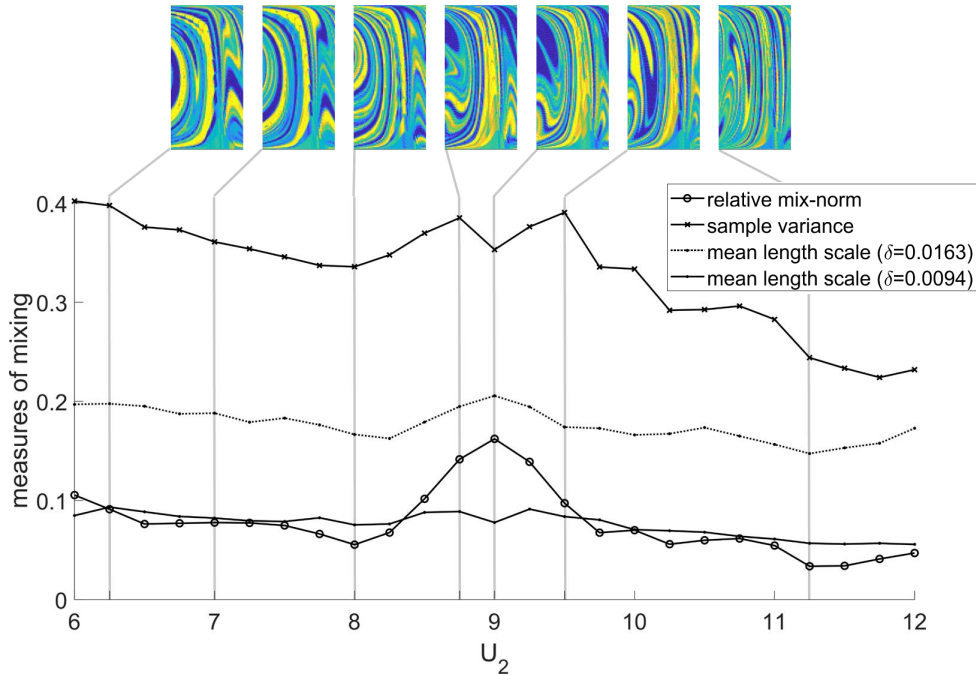 relative mix-norm
sample variance
mean length scale (δ=0.0163)
mean length scale (δ=0.0094)
measures of mixing
0.4
0.3
0.2
0.1
0
6 7 8 9 10 11 12
U_2